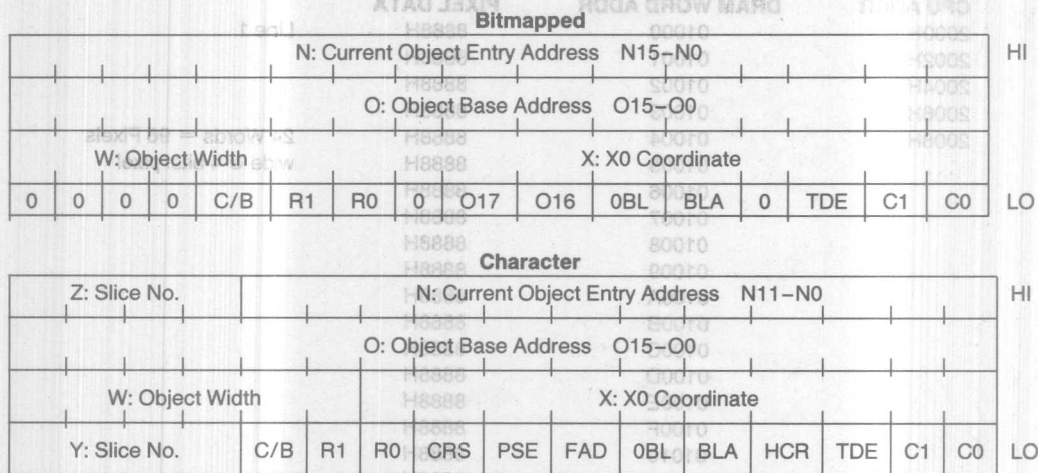 Bitmapped
N: Current Object Entry Address N15–N0 HI
O: Object Base Address O15–O0
W: Object Width X: X0 Coordinate
0 0 0 0 C/B R1 R0 0 O17 O16 0BL BLA 0 TDE C1 C0 LO
Character
Z: Slice No. N: Current Object Entry Address N11–N0 HI
O: Object Base Address O15–O0
W: Object Width X: X0 Coordinate
Y: Slice No. C/B R1 R0 CRS PSE FAD 0BL BLA HCR TDE C1 C0 LO